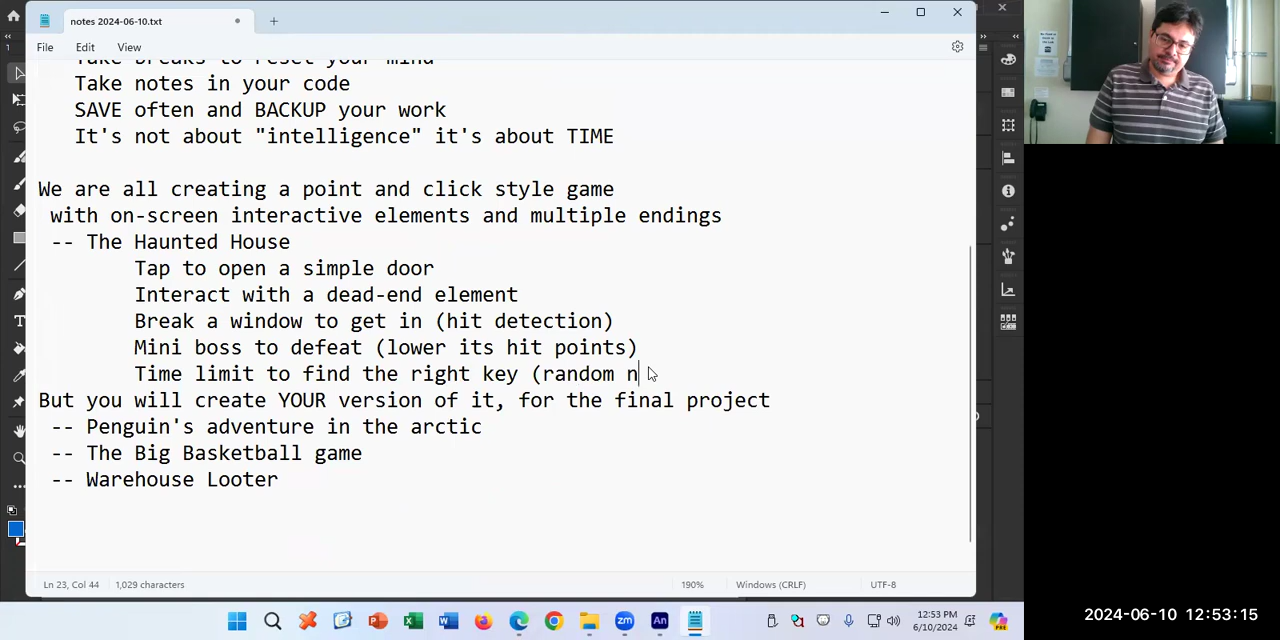 notes 2024-06-10.txt
File Edit View
Take breaks to reset your mind
Take notes in your code
SAVE often and BACKUP your work
It's not about "intelligence" it's about TIME
We are all creating a point and click style game
with on-screen interactive elements and multiple endings
-- The Haunted House
Tap to open a simple door
Interact with a dead-end element
Break a window to get in (hit detection)
Mini boss to defeat (lower its hit points)
Time limit to find the right key (random n
But you will create YOUR version of it, for the final project
-- Penguin's adventure in the arctic
-- The Big Basketball game
-- Warehouse Looter
Ln 23, Col 44 1,029 characters 190% Windows (CRLF) UTF-8
12:53 PM
6/10/2024
2024-06-10 12:53:15